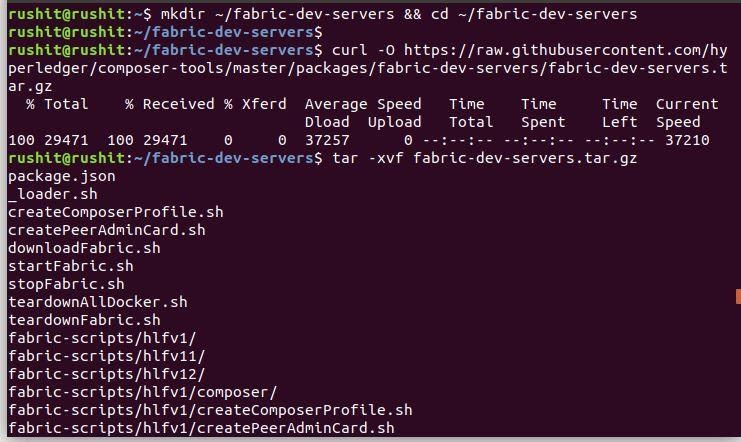 rushit@rushit:~$ mkdir ~/fabric-dev-servers && cd ~/fabric-dev-servers
rushit@rushit:~/fabric-dev-servers$
rushit@rushit:~/fabric-dev-servers$ curl -O https://raw.githubusercontent.com/hy
perledger/composer-tools/master/packages/fabric-dev-servers/fabric-dev-servers.t
ar.gz
  % Total    % Received % Xferd  Average Speed   Time    Time     Time  Current
                                 Dload  Upload   Total   Spent    Left  Speed
100 29471  100 29471    0     0  37257      0 --:--:-- --:--:-- --:--:-- 37210
rushit@rushit:~/fabric-dev-servers$ tar -xvf fabric-dev-servers.tar.gz
package.json
_loader.sh
createComposerProfile.sh
createPeerAdminCard.sh
downloadFabric.sh
startFabric.sh
stopFabric.sh
teardownAllDocker.sh
teardownFabric.sh
fabric-scripts/hlfv1/
fabric-scripts/hlfv11/
fabric-scripts/hlfv12/
fabric-scripts/hlfv1/composer/
fabric-scripts/hlfv1/createComposerProfile.sh
fabric-scripts/hlfv1/createPeerAdminCard.sh